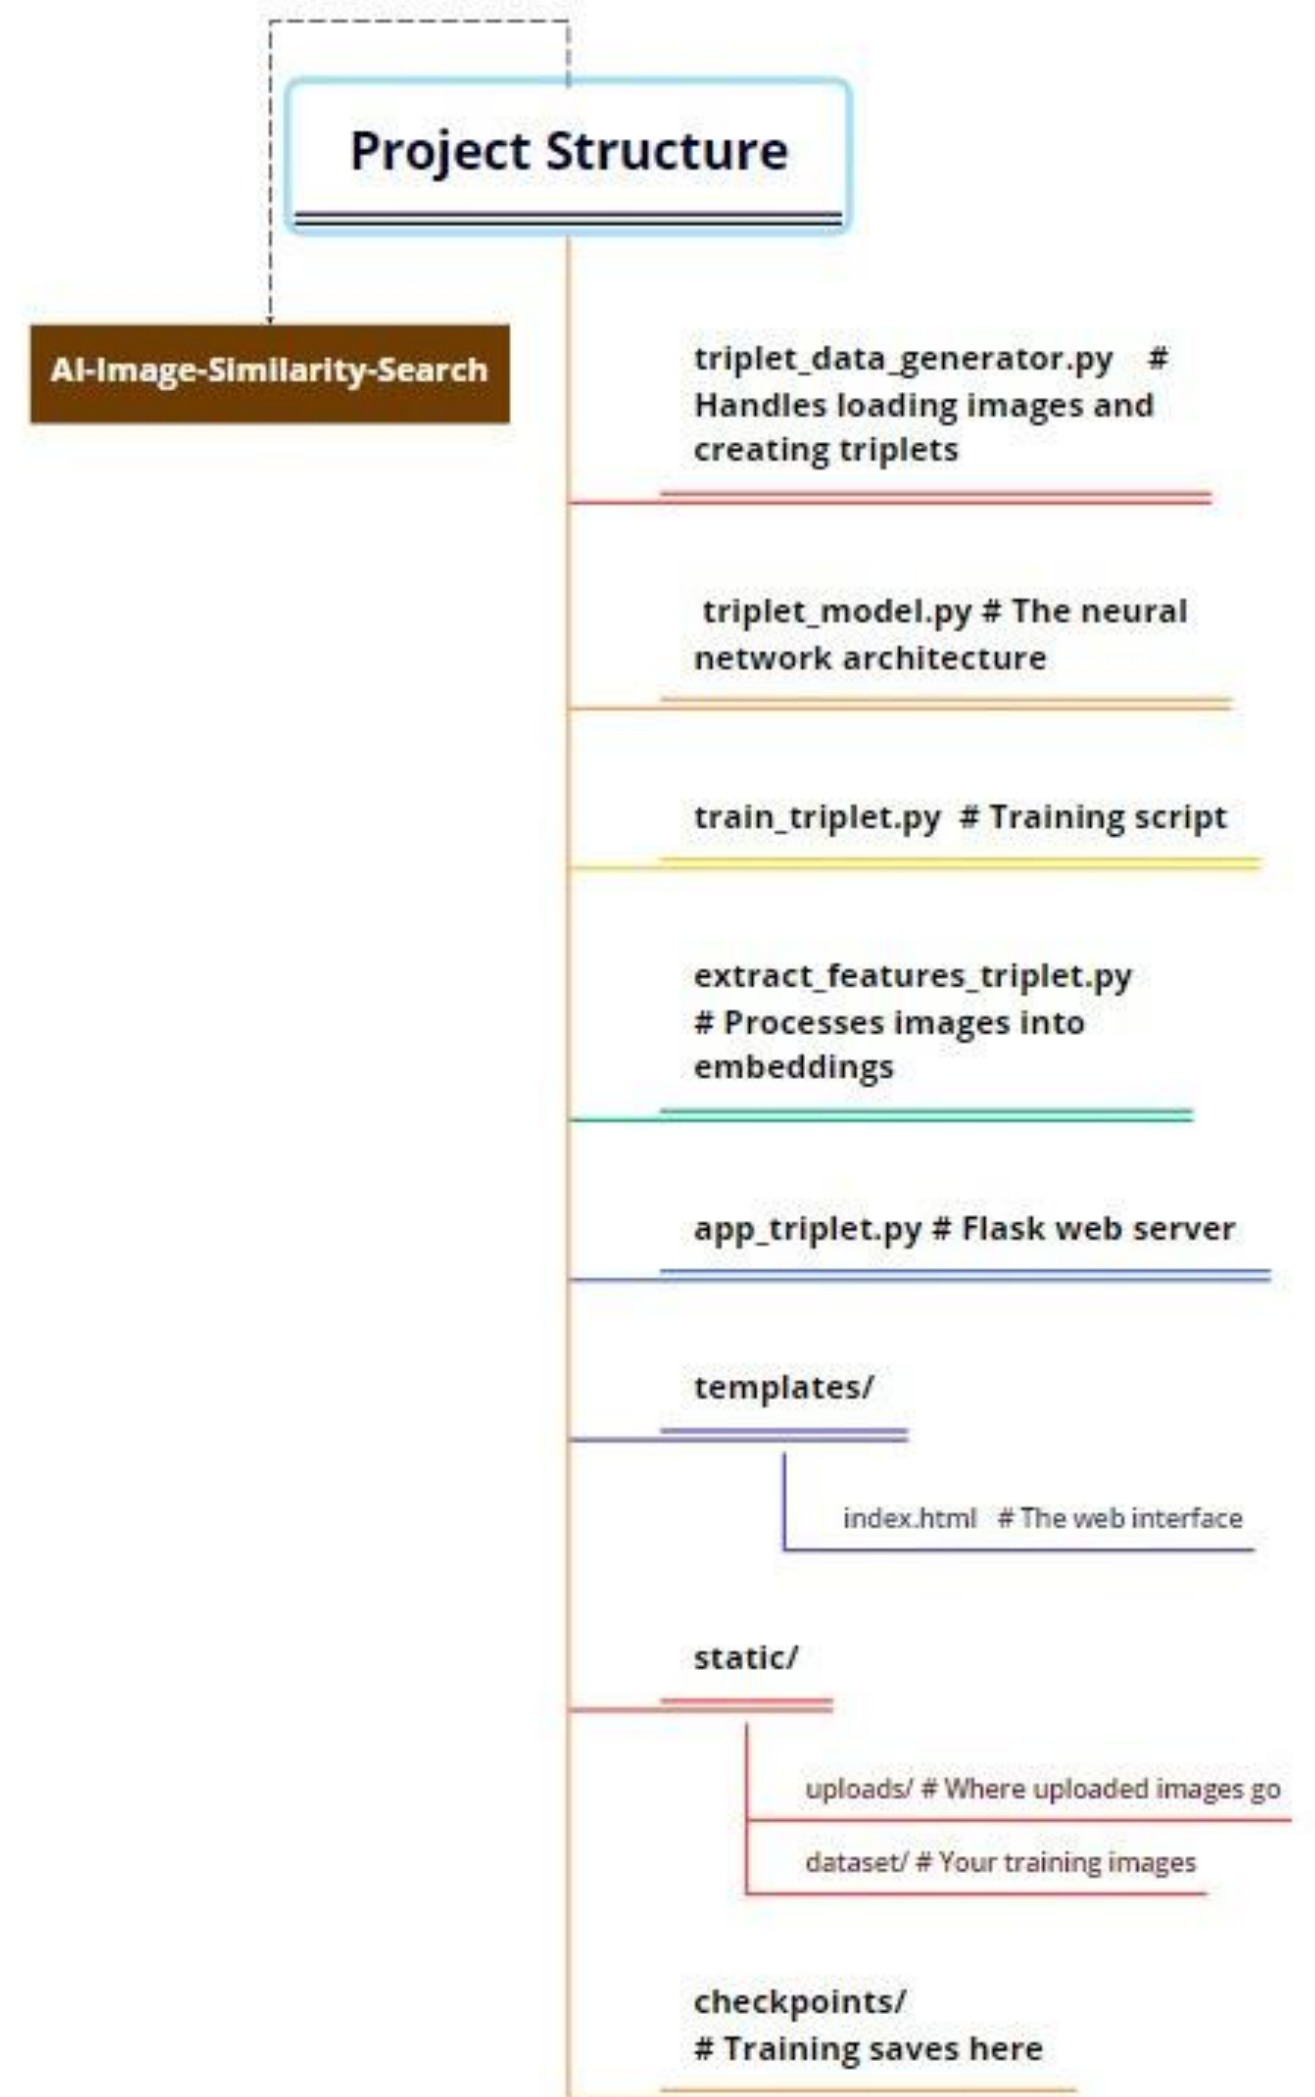 Project Structure
AI-Image-Similarity-Search
triplet_data_generator.py #
Handles loading images and
creating triplets
triplet_model.py # The neural
network architecture
train_triplet.py # Training script
extract_features_triplet.py
# Processes images into
embeddings
app_triplet.py # Flask web server
templates/
index.html # The web interface
static/
uploads/ # Where uploaded images go
dataset/ # Your training images
checkpoints/
# Training saves here